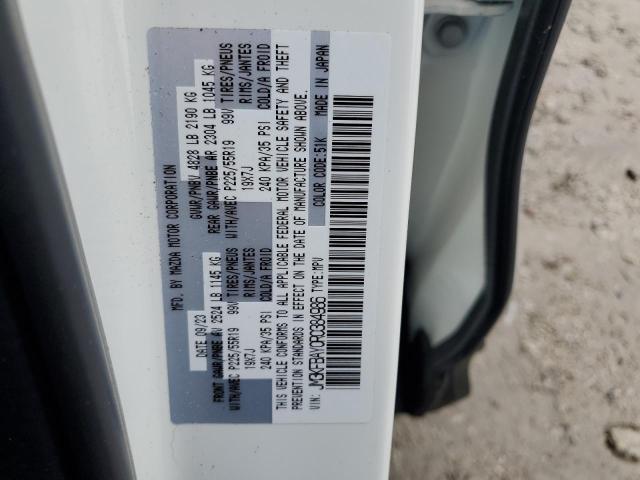 MFD. BY MAZDA MOTOR CORPORATION
DATE 09/23 GVWR/PNBV 4828 LB 2190 KG
FRONT GAWR/PNBE AV 2524 LB 1145 KG REAR GAWR/PNBE AR 2304 LB 1045 KG
WITH/AVEC P225/55R19 99V TIRES/PNEUS WITH/AVEC P225/55R19 99V TIRES/PNEUS
19X7J RIMS/JANTES 19X7J RIMS/JANTES
240 KPA/35 PSI COLD/A FROID 240 KPA/35 PSI COLD/A FROID
THIS VEHICLE CONFORMS TO ALL APPLICABLE FEDERAL MOTOR VEHICLE SAFETY AND THEFT
PREVENTION STANDARDS IN EFFECT ON THE DATE OF MANUFACTURE SHOWN ABOVE.
VIN: JM3KFBAY0R0384986 TYPE:MPV COLOR CODE:51K MADE IN JAPAN